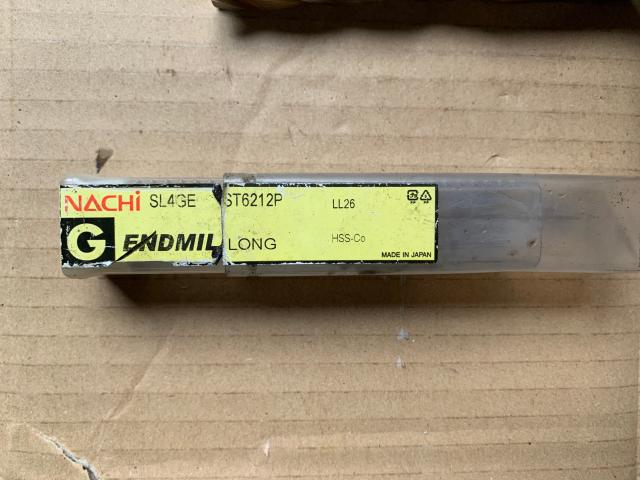 NACHi SL4GE ST6212P LL26
G ENDMIL LONG HSS-Co
MADE IN JAPAN